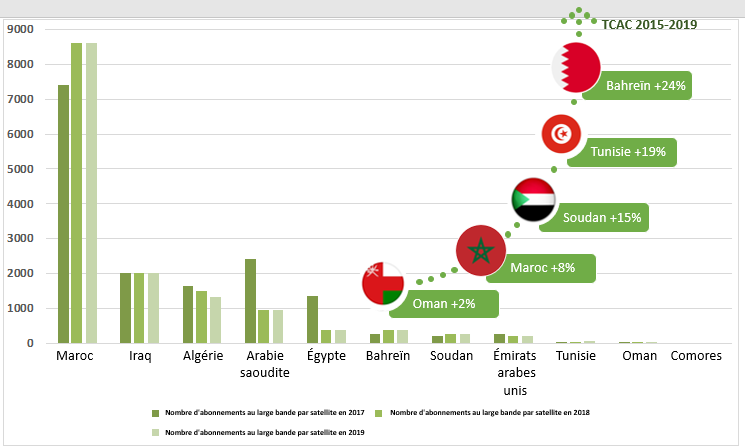 TCAC 2015-2019
9000
8000
7000
6000
5000
4000
3000
2000
1000
0
Bahreïn +24%
Tunisie +19%
Soudan +15%
Maroc +8%
Oman +2%
Maroc
Iraq
Algérie
Arabie
saoudite
Égypte
Bahreïn
Soudan
Émirats
arabes
unis
Tunisie
Oman
Comores
Nombre d'abonnements au large bande par satellite en 2017
Nombre d'abonnements au large bande par satellite en 2018
Nombre d'abonnements au large bande par satellite en 2019